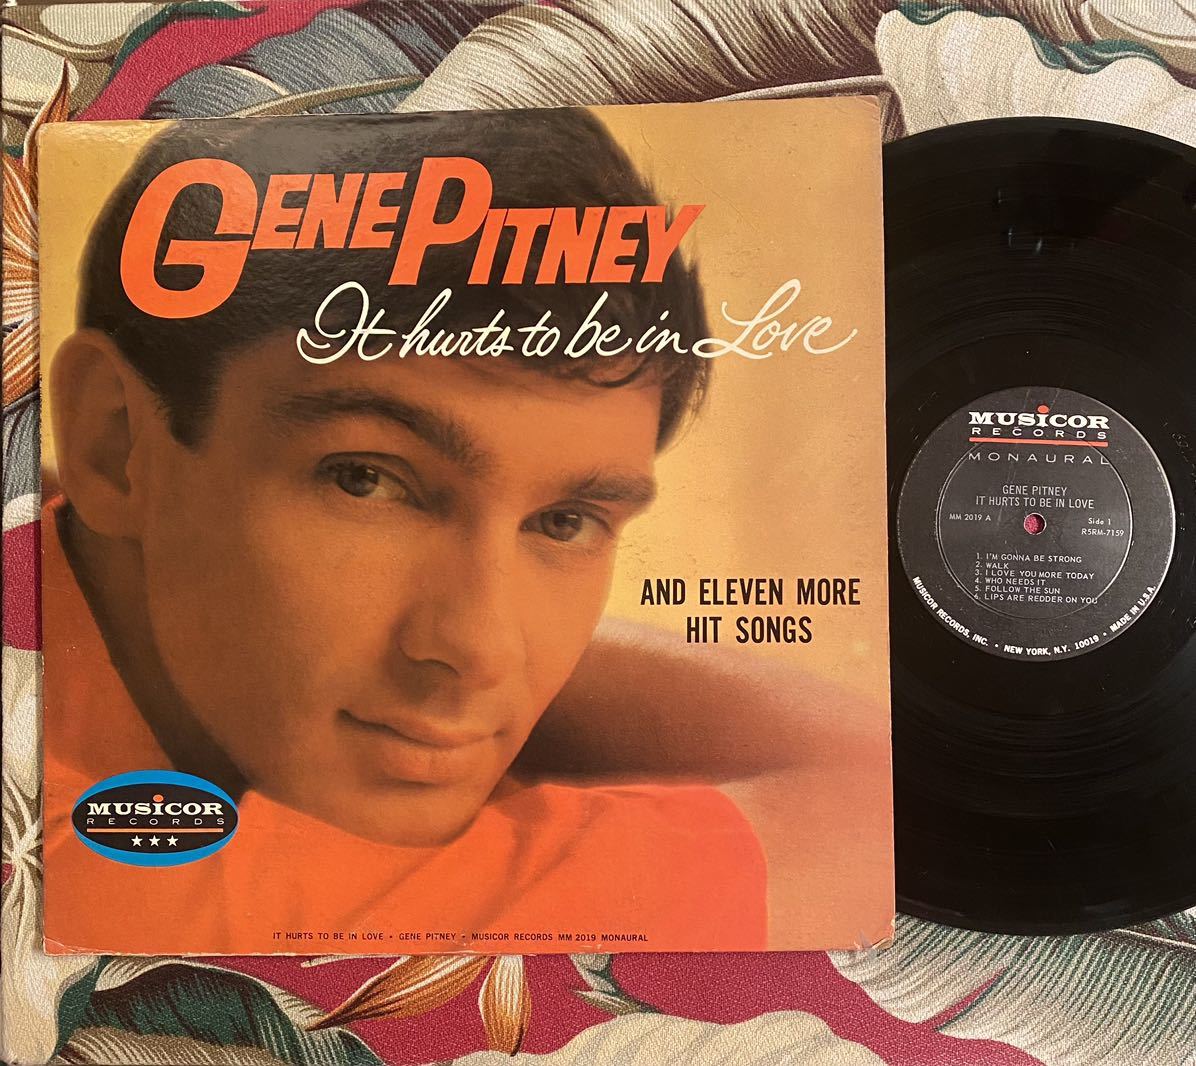 GENE PITNEY
It hurts to be in Love
AND ELEVEN MORE
HIT SONGS
MUSICOR
RECORDS
IT HURTS TO BE IN LOVE • GENE PITNEY • MUSICOR RECORDS MM 2019 MONAURAL
MUSICOR
RECORDS
MONAURAL
GENE PITNEY
IT HURTS TO BE IN LOVE
MM 2019 A
Side 1
R5RM-7159
1. I'M GONNA BE STRONG
2. WALK
3. I LOVE YOU MORE TODAY
4. WHO NEEDS IT
5. FOLLOW THE SUN
6. LIPS ARE REDDER ON YOU
MUSICOR RECORDS, INC. • NEW YORK, N.Y. 10019 • MADE IN U.S.A.